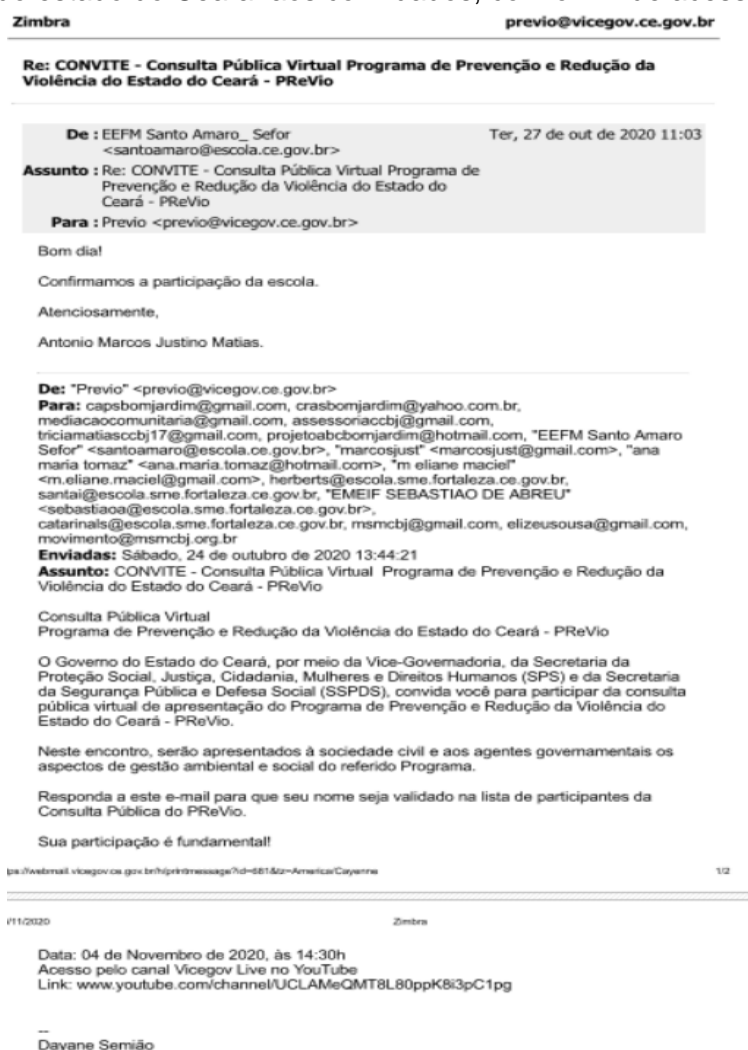 Zimbra previo@vicegov.ce.gov.br
Re: CONVITE - Consulta Pública Virtual Programa de Prevenção e Redução da
Violência do Estado do Ceará - PReVio
De : EEFM Santo Amaro_ Sefor Ter, 27 de out de 2020 11:03
<santoamaro@escola.ce.gov.br>
Assunto : Re: CONVITE - Consulta Pública Virtual Programa de
Prevenção e Redução da Violência do Estado do
Ceará - PReVio
Para : Previo <previo@vicegov.ce.gov.br>
Bom dia!
Confirmamos a participação da escola.
Atenciosamente,
Antonio Marcos Justino Matias.
De: "Previo" <previo@vicegov.ce.gov.br>
Para: capsbomjardim@gmail.com, crasbomjardim@yahoo.com.br,
mediacaocomunitaria@gmail.com, assessoriaccbj@gmail.com,
triciamatiasccbj17@gmail.com, projetoabcbomjardim@hotmail.com, "EEFM Santo Amaro
Sefor" <santoamaro@escola.ce.gov.br>, "marcosjust" <marcosjust@gmail.com>, "ana
maria tomaz" <ana.maria.tomaz@hotmail.com>, "m eliane maciel"
<m.eliane.maciel@gmail.com>, herberts@escola.sme.fortaleza.ce.gov.br,
santai@escola.sme.fortaleza.ce.gov.br, "EMEIF SEBASTIAO DE ABREU"
<sebastiaoa@escola.sme.fortaleza.ce.gov.br>,
catarinals@escola.sme.fortaleza.ce.gov.br, msmcbj@gmail.com, elizeusousa@gmail.com,
movimento@msmcbj.org.br
Enviadas: Sábado, 24 de outubro de 2020 13:44:21
Assunto: CONVITE - Consulta Pública Virtual Programa de Prevenção e Redução da
Violência do Estado do Ceará - PReVio
Consulta Pública Virtual
Programa de Prevenção e Redução da Violência do Estado do Ceará - PReVio
O Governo do Estado do Ceará, por meio da Vice-Governadoria, da Secretaria da
Proteção Social, Justiça, Cidadania, Mulheres e Direitos Humanos (SPS) e da Secretaria
da Segurança Pública e Defesa Social (SSPDS), convida você para participar da consulta
pública virtual de apresentação do Programa de Prevenção e Redução da Violência do
Estado do Ceará - PReVio.
Neste encontro, serão apresentados à sociedade civil e aos agentes governamentais os
aspectos de gestão ambiental e social do referido Programa.
Responda a este e-mail para que seu nome seja validado na lista de participantes da
Consulta Pública do PReVio.
Sua participação é fundamental!
ps://webmail.vicegov.ce.gov.br/h/printmessage?id=681&tz=America/Cayenne 1/2
/11/2020 Zimbra
Data: 04 de Novembro de 2020, às 14:30h
Acesso pelo canal Vicegov Live no YouTube
Link: www.youtube.com/channel/UCLAMeQMT8L80ppK8i3pC1pg
--
Dayane Semião